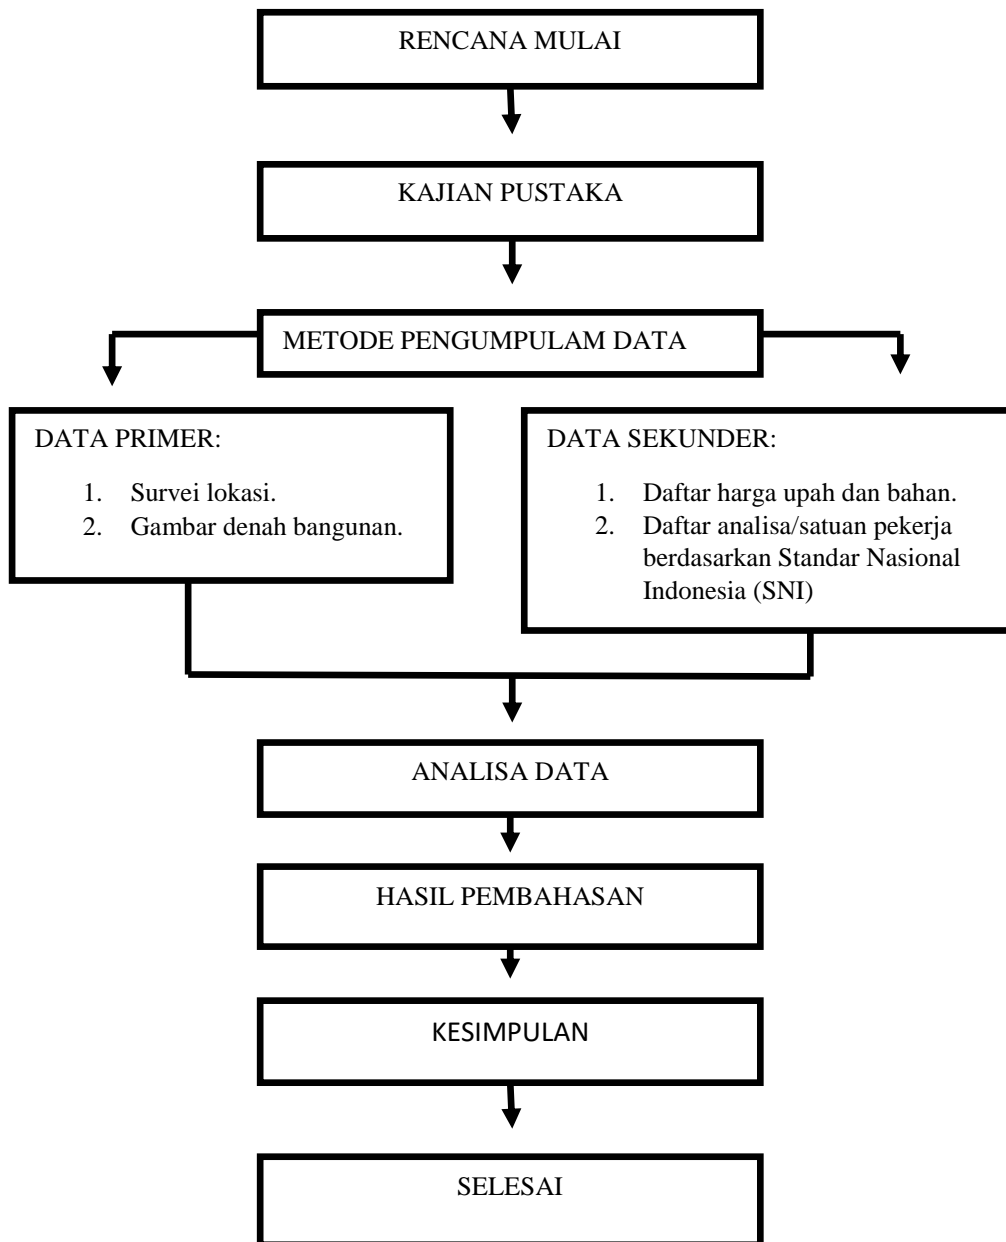 RENCANA MULAI
KAJIAN PUSTAKA
METODE PENGUMPULAM DATA
DATA PRIMER:
1. Survei lokasi.
2. Gambar denah bangunan.
DATA SEKUNDER:
1. Daftar harga upah dan bahan.
2. Daftar analisa/satuan pekerja
berdasarkan Standar Nasional
Indonesia (SNI)
ANALISA DATA
HASIL PEMBAHASAN
KESIMPULAN
SELESAI